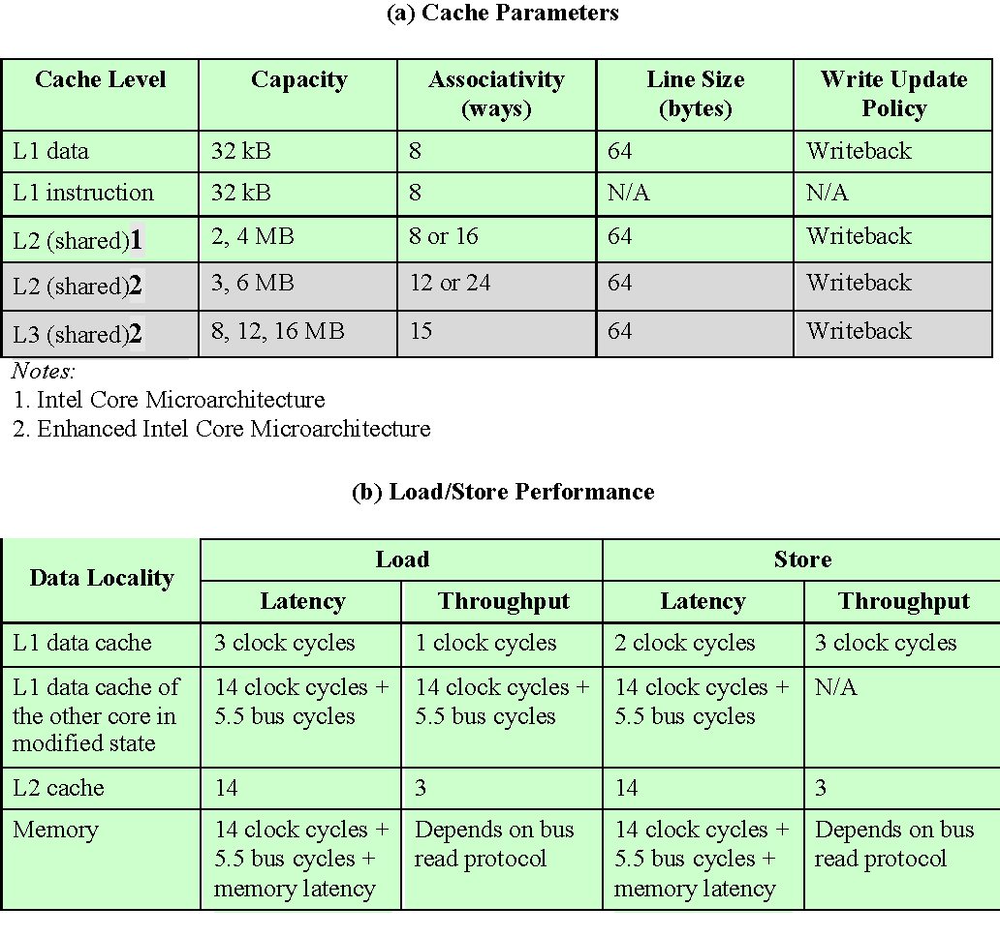 (a) Cache Parameters
Cache Level Capacity Associativity (ways) Line Size (bytes) Write Update Policy
L1 data 32 kB 8 64 Writeback
L1 instruction 32 kB 8 N/A N/A
L2 (shared)1 2, 4 MB 8 or 16 64 Writeback
L2 (shared)2 3, 6 MB 12 or 24 64 Writeback
L3 (shared)2 8, 12, 16 MB 15 64 Writeback
Notes:
1. Intel Core Microarchitecture
2. Enhanced Intel Core Microarchitecture
(b) Load/Store Performance
Data Locality Load Store
Latency Throughput Latency Throughput
L1 data cache 3 clock cycles 1 clock cycles 2 clock cycles 3 clock cycles
L1 data cache of 14 clock cycles + 14 clock cycles + 14 clock cycles + N/A
the other core in 5.5 bus cycles 5.5 bus cycles 5.5 bus cycles
modified state
L2 cache 14 3 14 3
Memory 14 clock cycles + Depends on bus 14 clock cycles + Depends on bus
5.5 bus cycles + read protocol 5.5 bus cycles + read protocol
memory latency memory latency